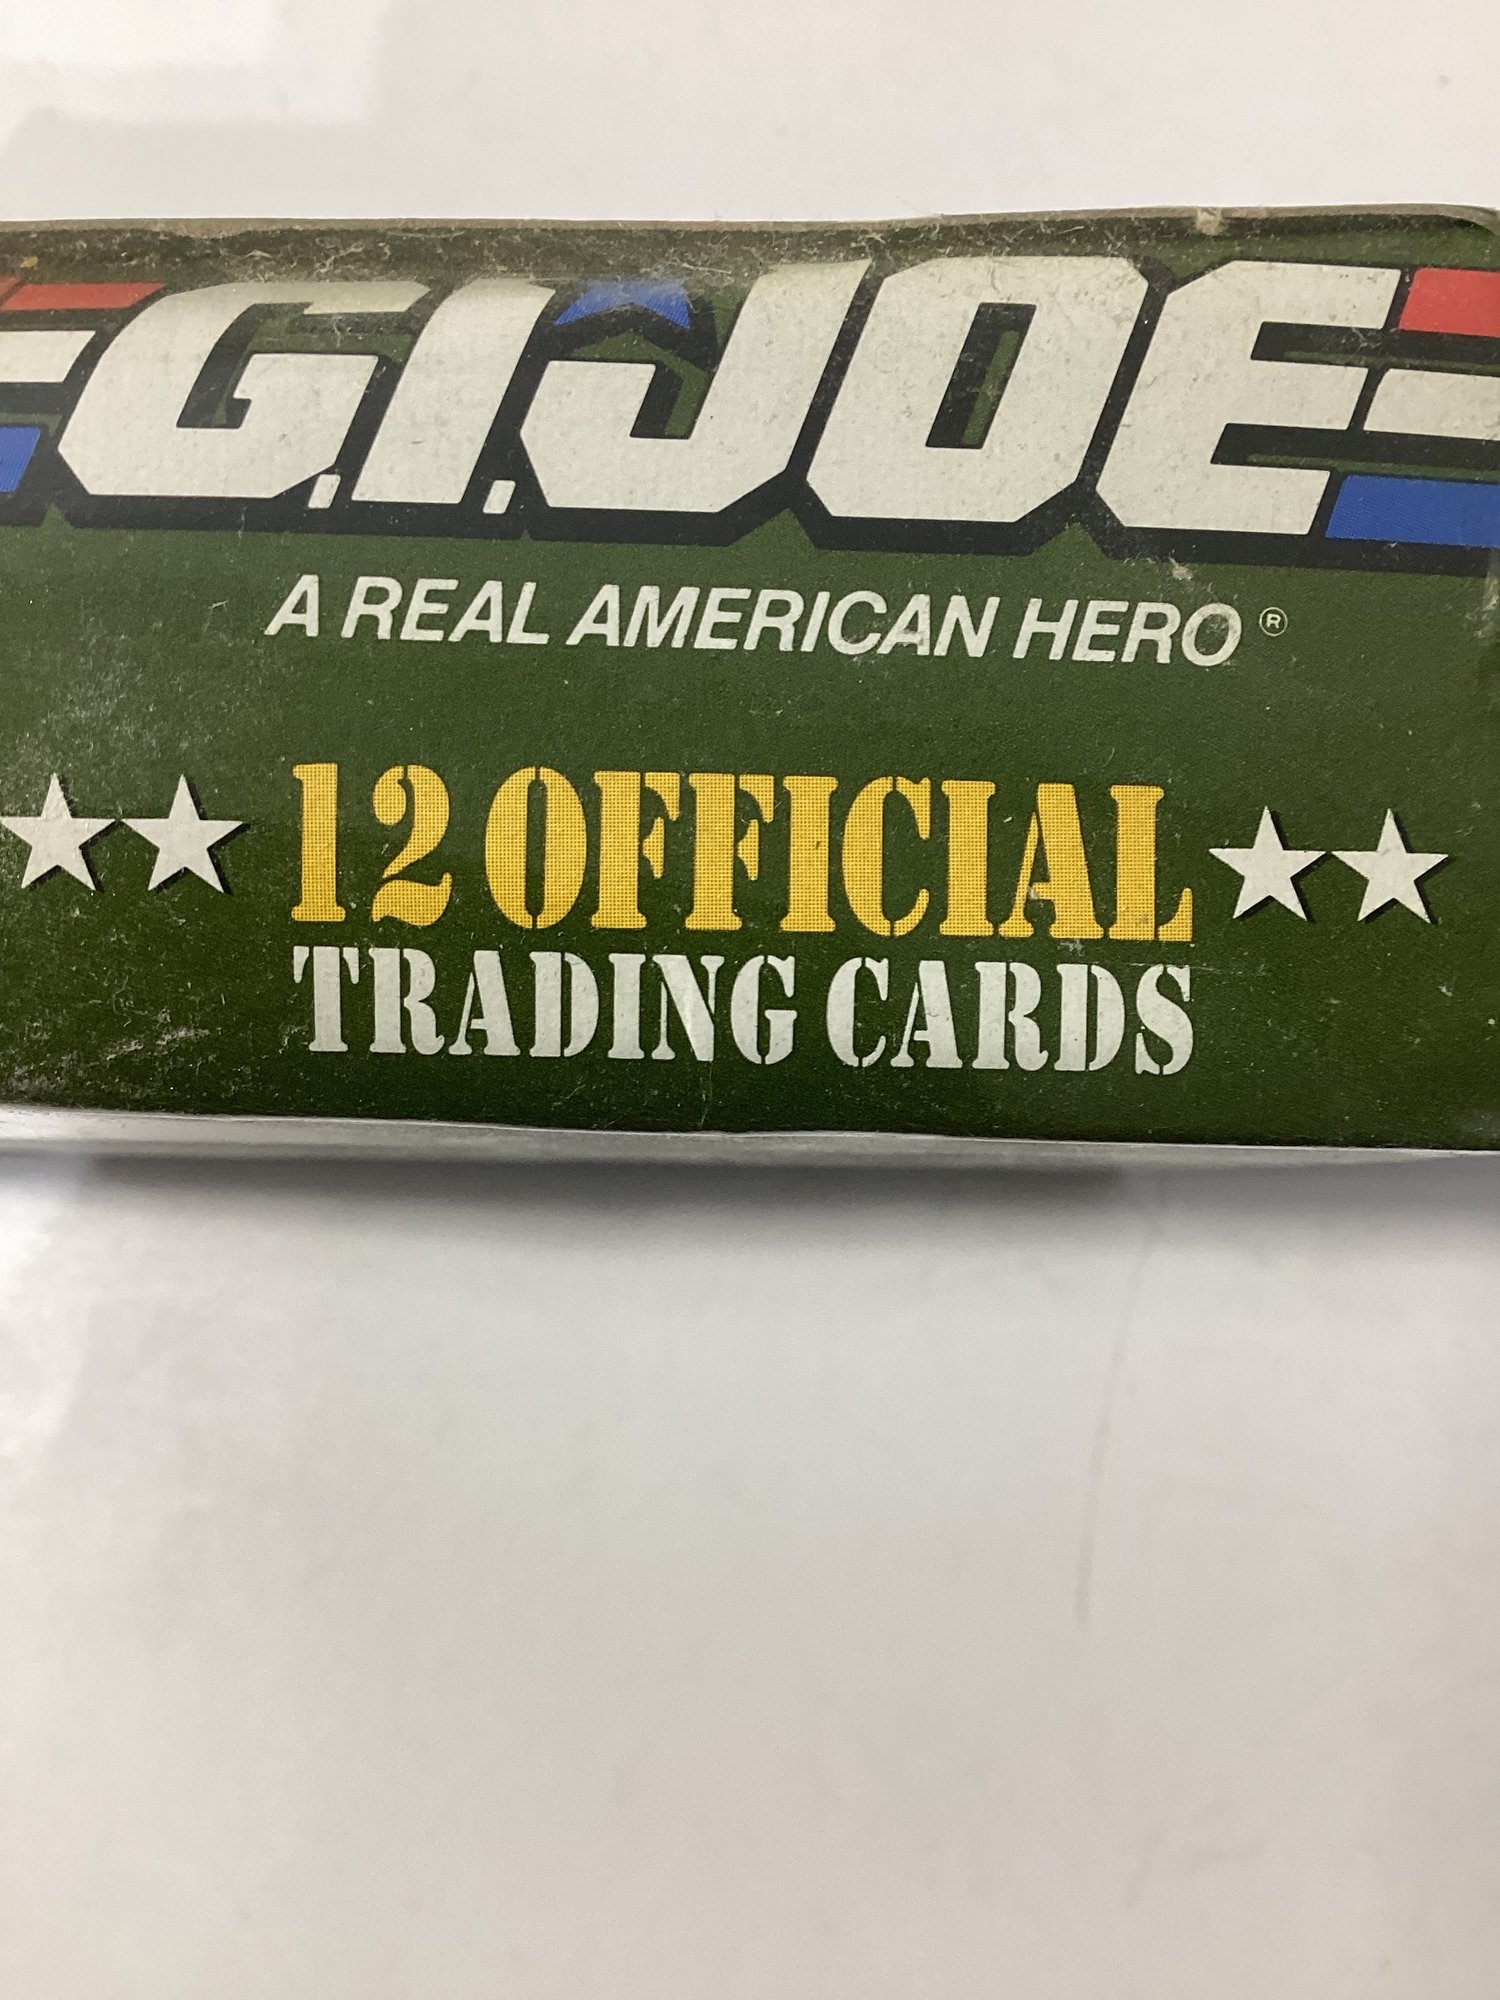 G.I.JOE
A REAL AMERICAN HERO®
12 OFFICIAL
TRADING CARDS